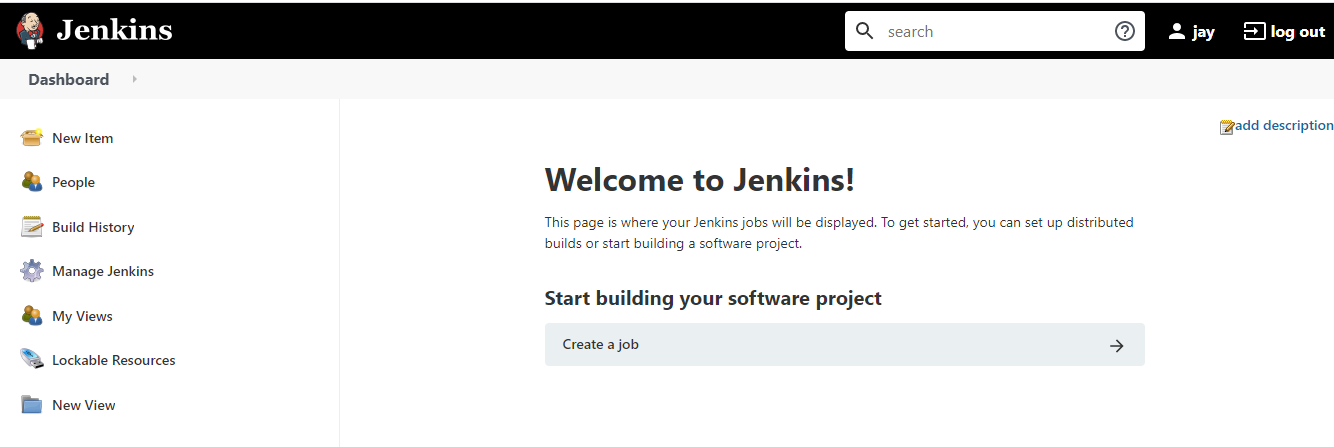 Jenkins
search
jay
log out
Dashboard
New Item
People
Build History
Manage Jenkins
My Views
Lockable Resources
New View
add description
Welcome to Jenkins!
This page is where your Jenkins jobs will be displayed. To get started, you can set up distributed
builds or start building a software project.
Start building your software project
Create a job